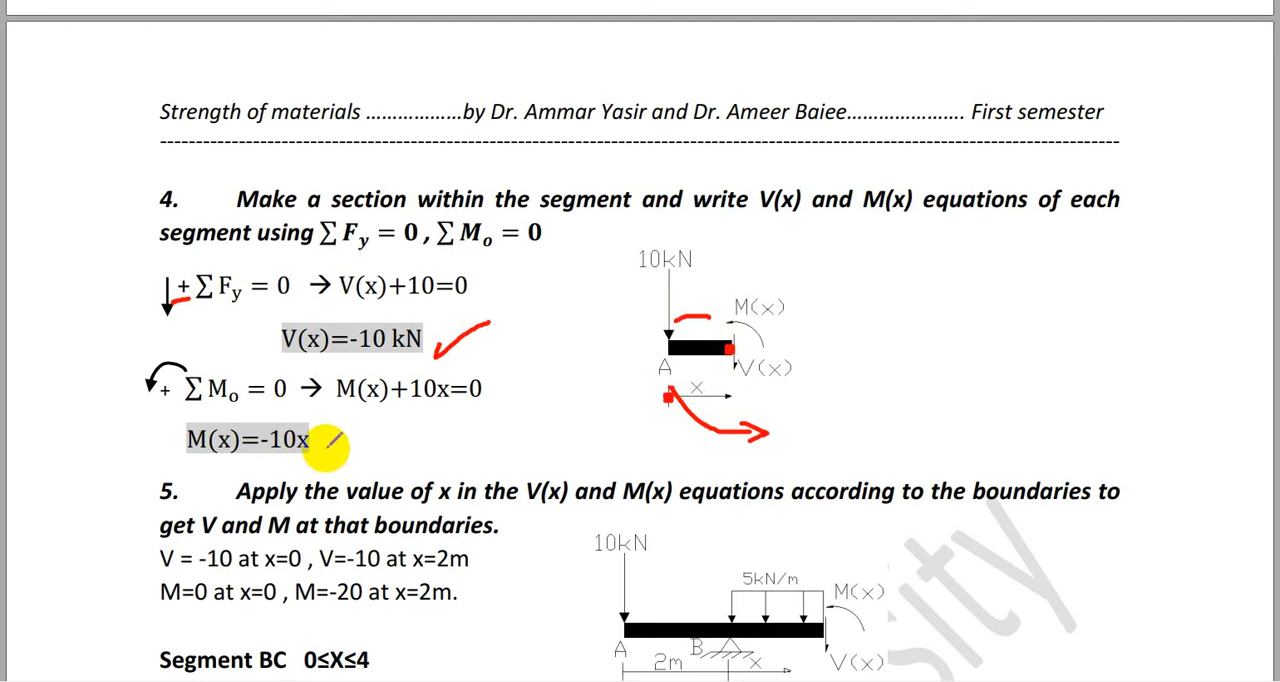 Strength of materials ………………by Dr. Ammar Yasir and Dr. Ameer Baiee…………………. First semester
4. Make a section within the segment and write V(x) and M(x) equations of each
segment using ∑ Fy = 0 , ∑ Mo = 0
+∑ Fy = 0 → V(x)+10=0
V(x)=-10 kN
+ ∑ Mo = 0 → M(x)+10x=0
M(x)=-10x
10kN
M(x)
A
V(x)
x
5. Apply the value of x in the V(x) and M(x) equations according to the boundaries to
get V and M at that boundaries.
V = -10 at x=0 , V=-10 at x=2m
M=0 at x=0 , M=-20 at x=2m.
Segment BC 0≤X≤4
10kN
5kN/m
M(x)
A
B
2m
x
V(x)